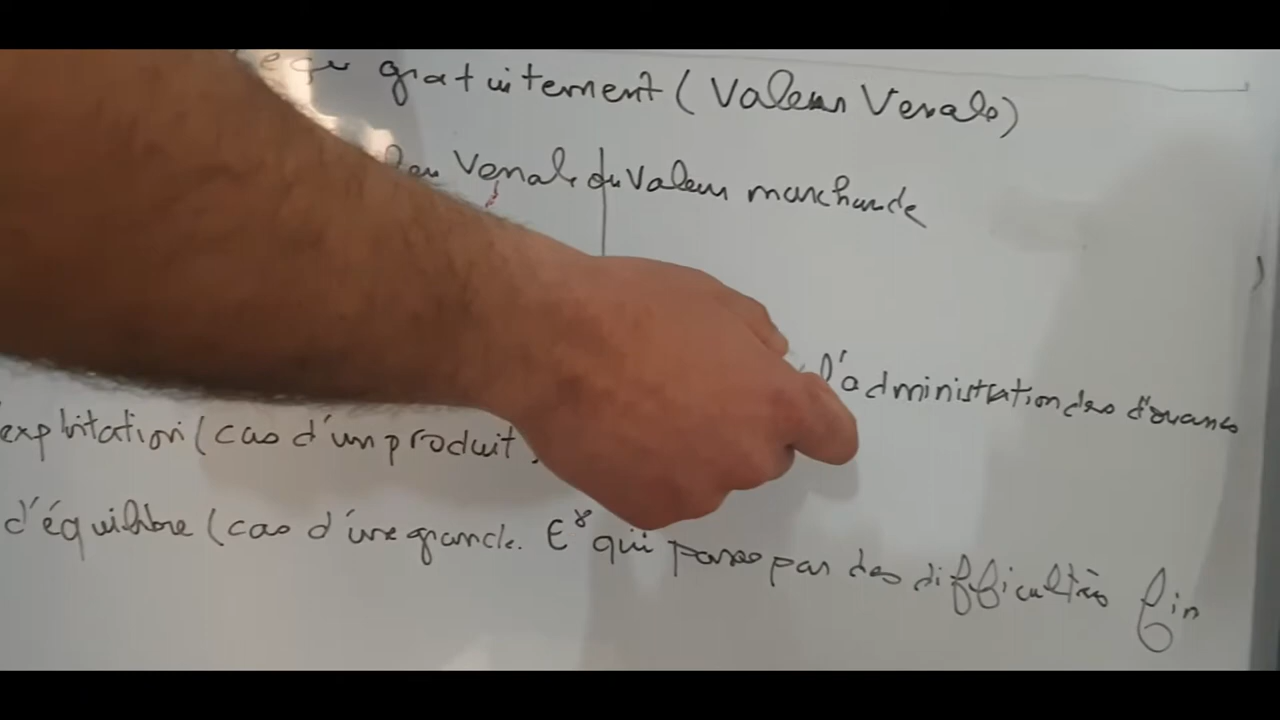 gratuitement (Valeur Venale)
Venale ou Valeur marchande
l'administration des douanes
exploitation (cas d'un produit
d'équilibre (cas d'une grande. Eˢᵉ qui passe par des difficultés fin